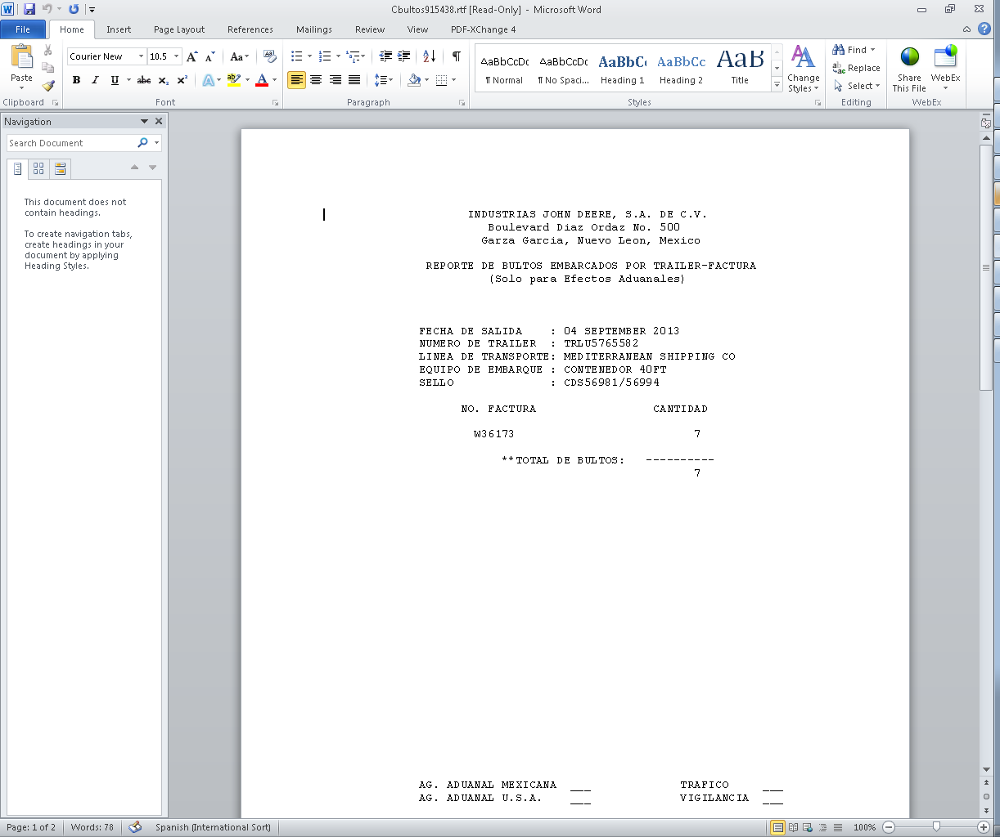 Cbultos915438.rtf [Read-Only] - Microsoft Word
File Home Insert Page Layout References Mailings Review View PDF-XChange 4
Paste
Clipboard
Courier New 10.5
B I U abc X₂ X²
Font
Paragraph
AaBbCcDc AaBbCcDc AaBbC AaBbCc AaB
¶ Normal ¶ No Spaci... Heading 1 Heading 2 Title
Change Styles
Styles
Find
Replace
Select
Editing
Share This File WebEx
WebEx
Navigation
Search Document
This document does not
contain headings.
To create navigation tabs,
create headings in your
document by applying
Heading Styles.
INDUSTRIAS JOHN DEERE, S.A. DE C.V.
Boulevard Diaz Ordaz No. 500
Garza Garcia, Nuevo Leon, Mexico
REPORTE DE BULTOS EMBARCADOS POR TRAILER-FACTURA
(Solo para Efectos Aduanales)
FECHA DE SALIDA : 04 SEPTEMBER 2013
NUMERO DE TRAILER : TRLU5765582
LINEA DE TRANSPORTE: MEDITERRANEAN SHIPPING CO
EQUIPO DE EMBARQUE : CONTENEDOR 40FT
SELLO : CDS56981/56994
NO. FACTURA CANTIDAD
W36173 7
**TOTAL DE BULTOS: ----------
7
AG. ADUANAL MEXICANA ___ TRAFICO ___
AG. ADUANAL U.S.A. ___ VIGILANCIA ___
Page: 1 of 2 Words: 78 Spanish (International Sort) 100%